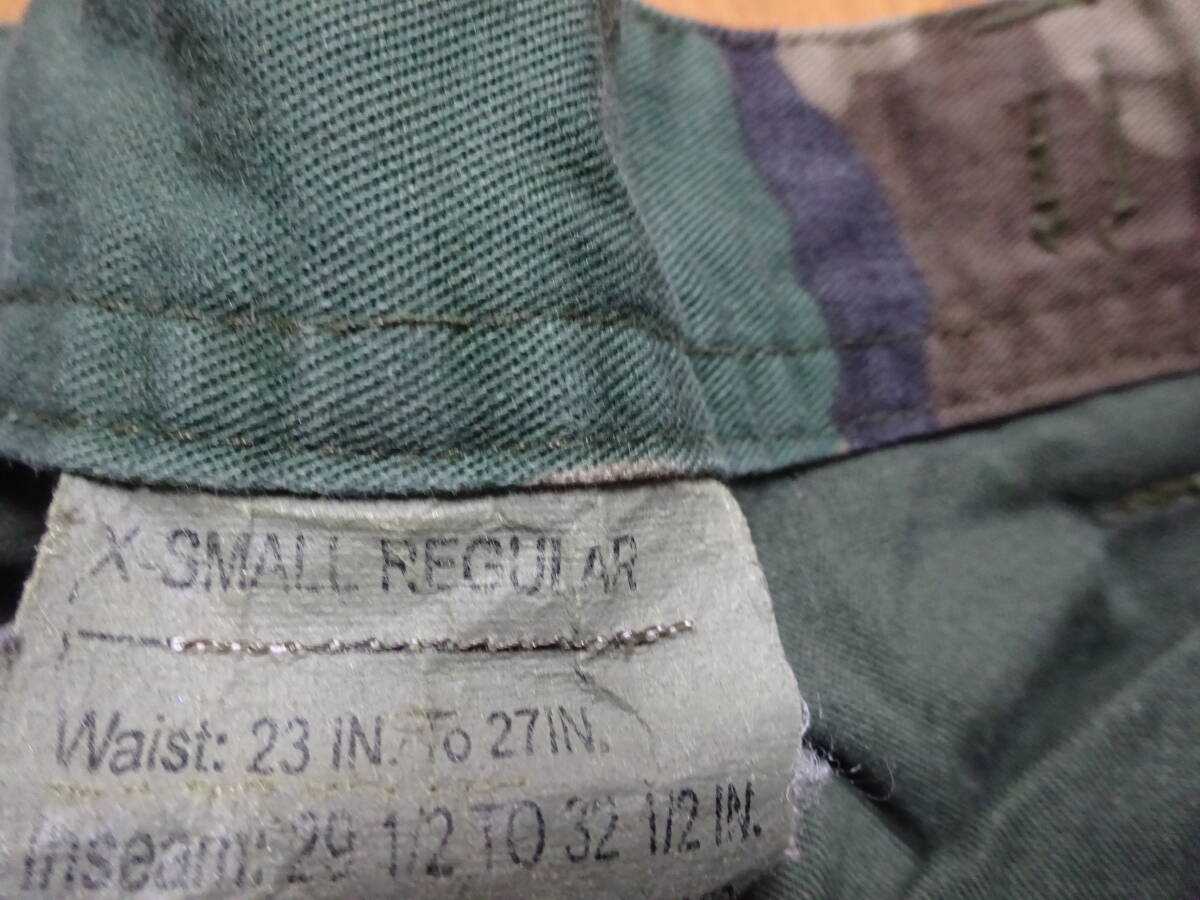 X-SMALL REGULAR
Waist: 23 IN. To 27IN.
Inseam: 29 1/2 TO 32 1/2 IN.